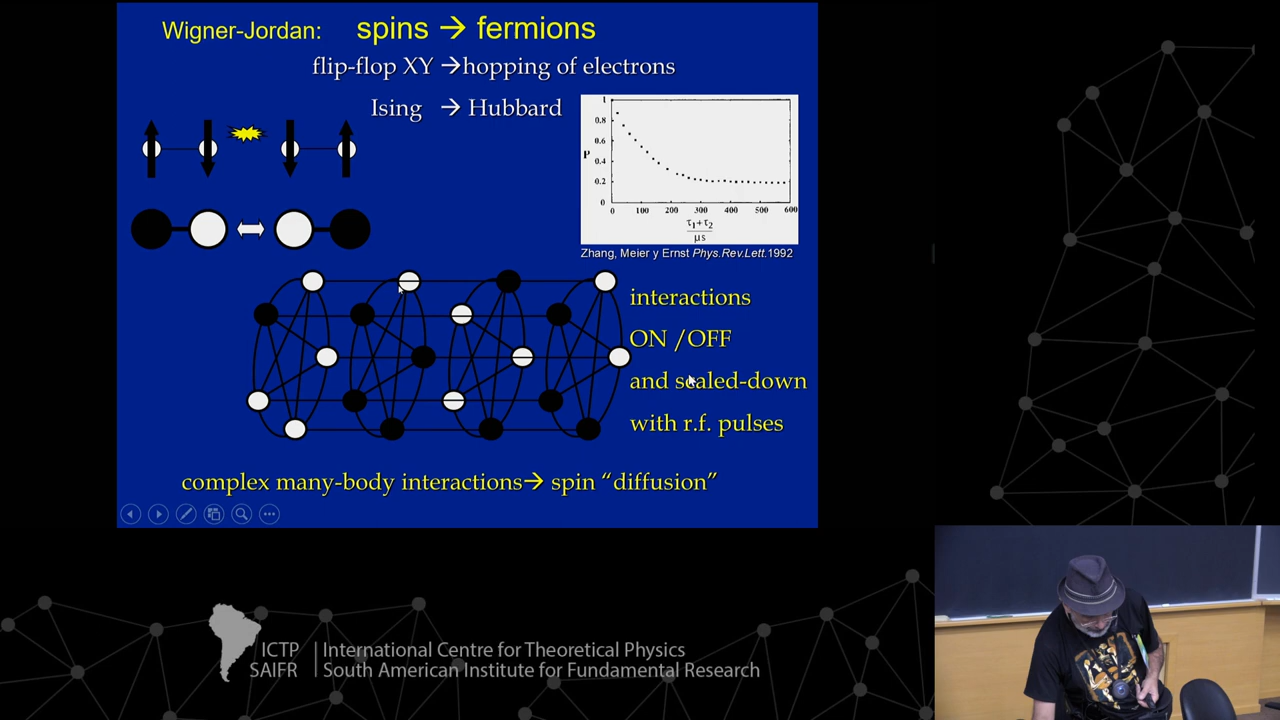 Wigner-Jordan: spins → fermions
flip-flop XY →hopping of electrons
Ising → Hubbard
1
0.8
0.6
P
0.4
0.2
0
0 100 200 300 400 500 600
τ₁+τ₂
μs
Zhang, Meier y Ernst Phys.Rev.Lett.1992
interactions
ON /OFF
and scaled-down
with r.f. pulses
complex many-body interactions→ spin “diffusion”
ICTP
SAIFR
International Centre for Theoretical Physics
South American Institute for Fundamental Research